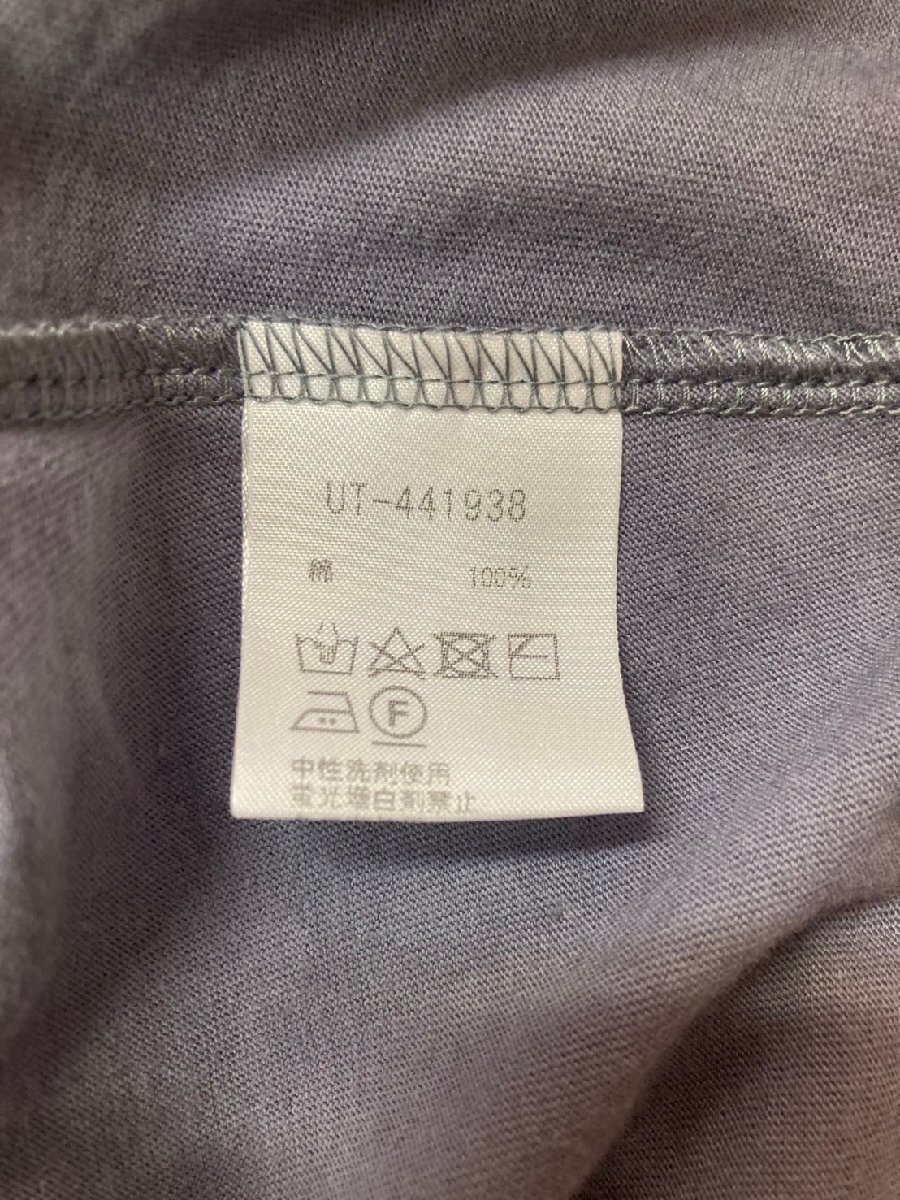 UT-441938
綿 100%
F
中性洗剤使用
蛍光増白剤禁止